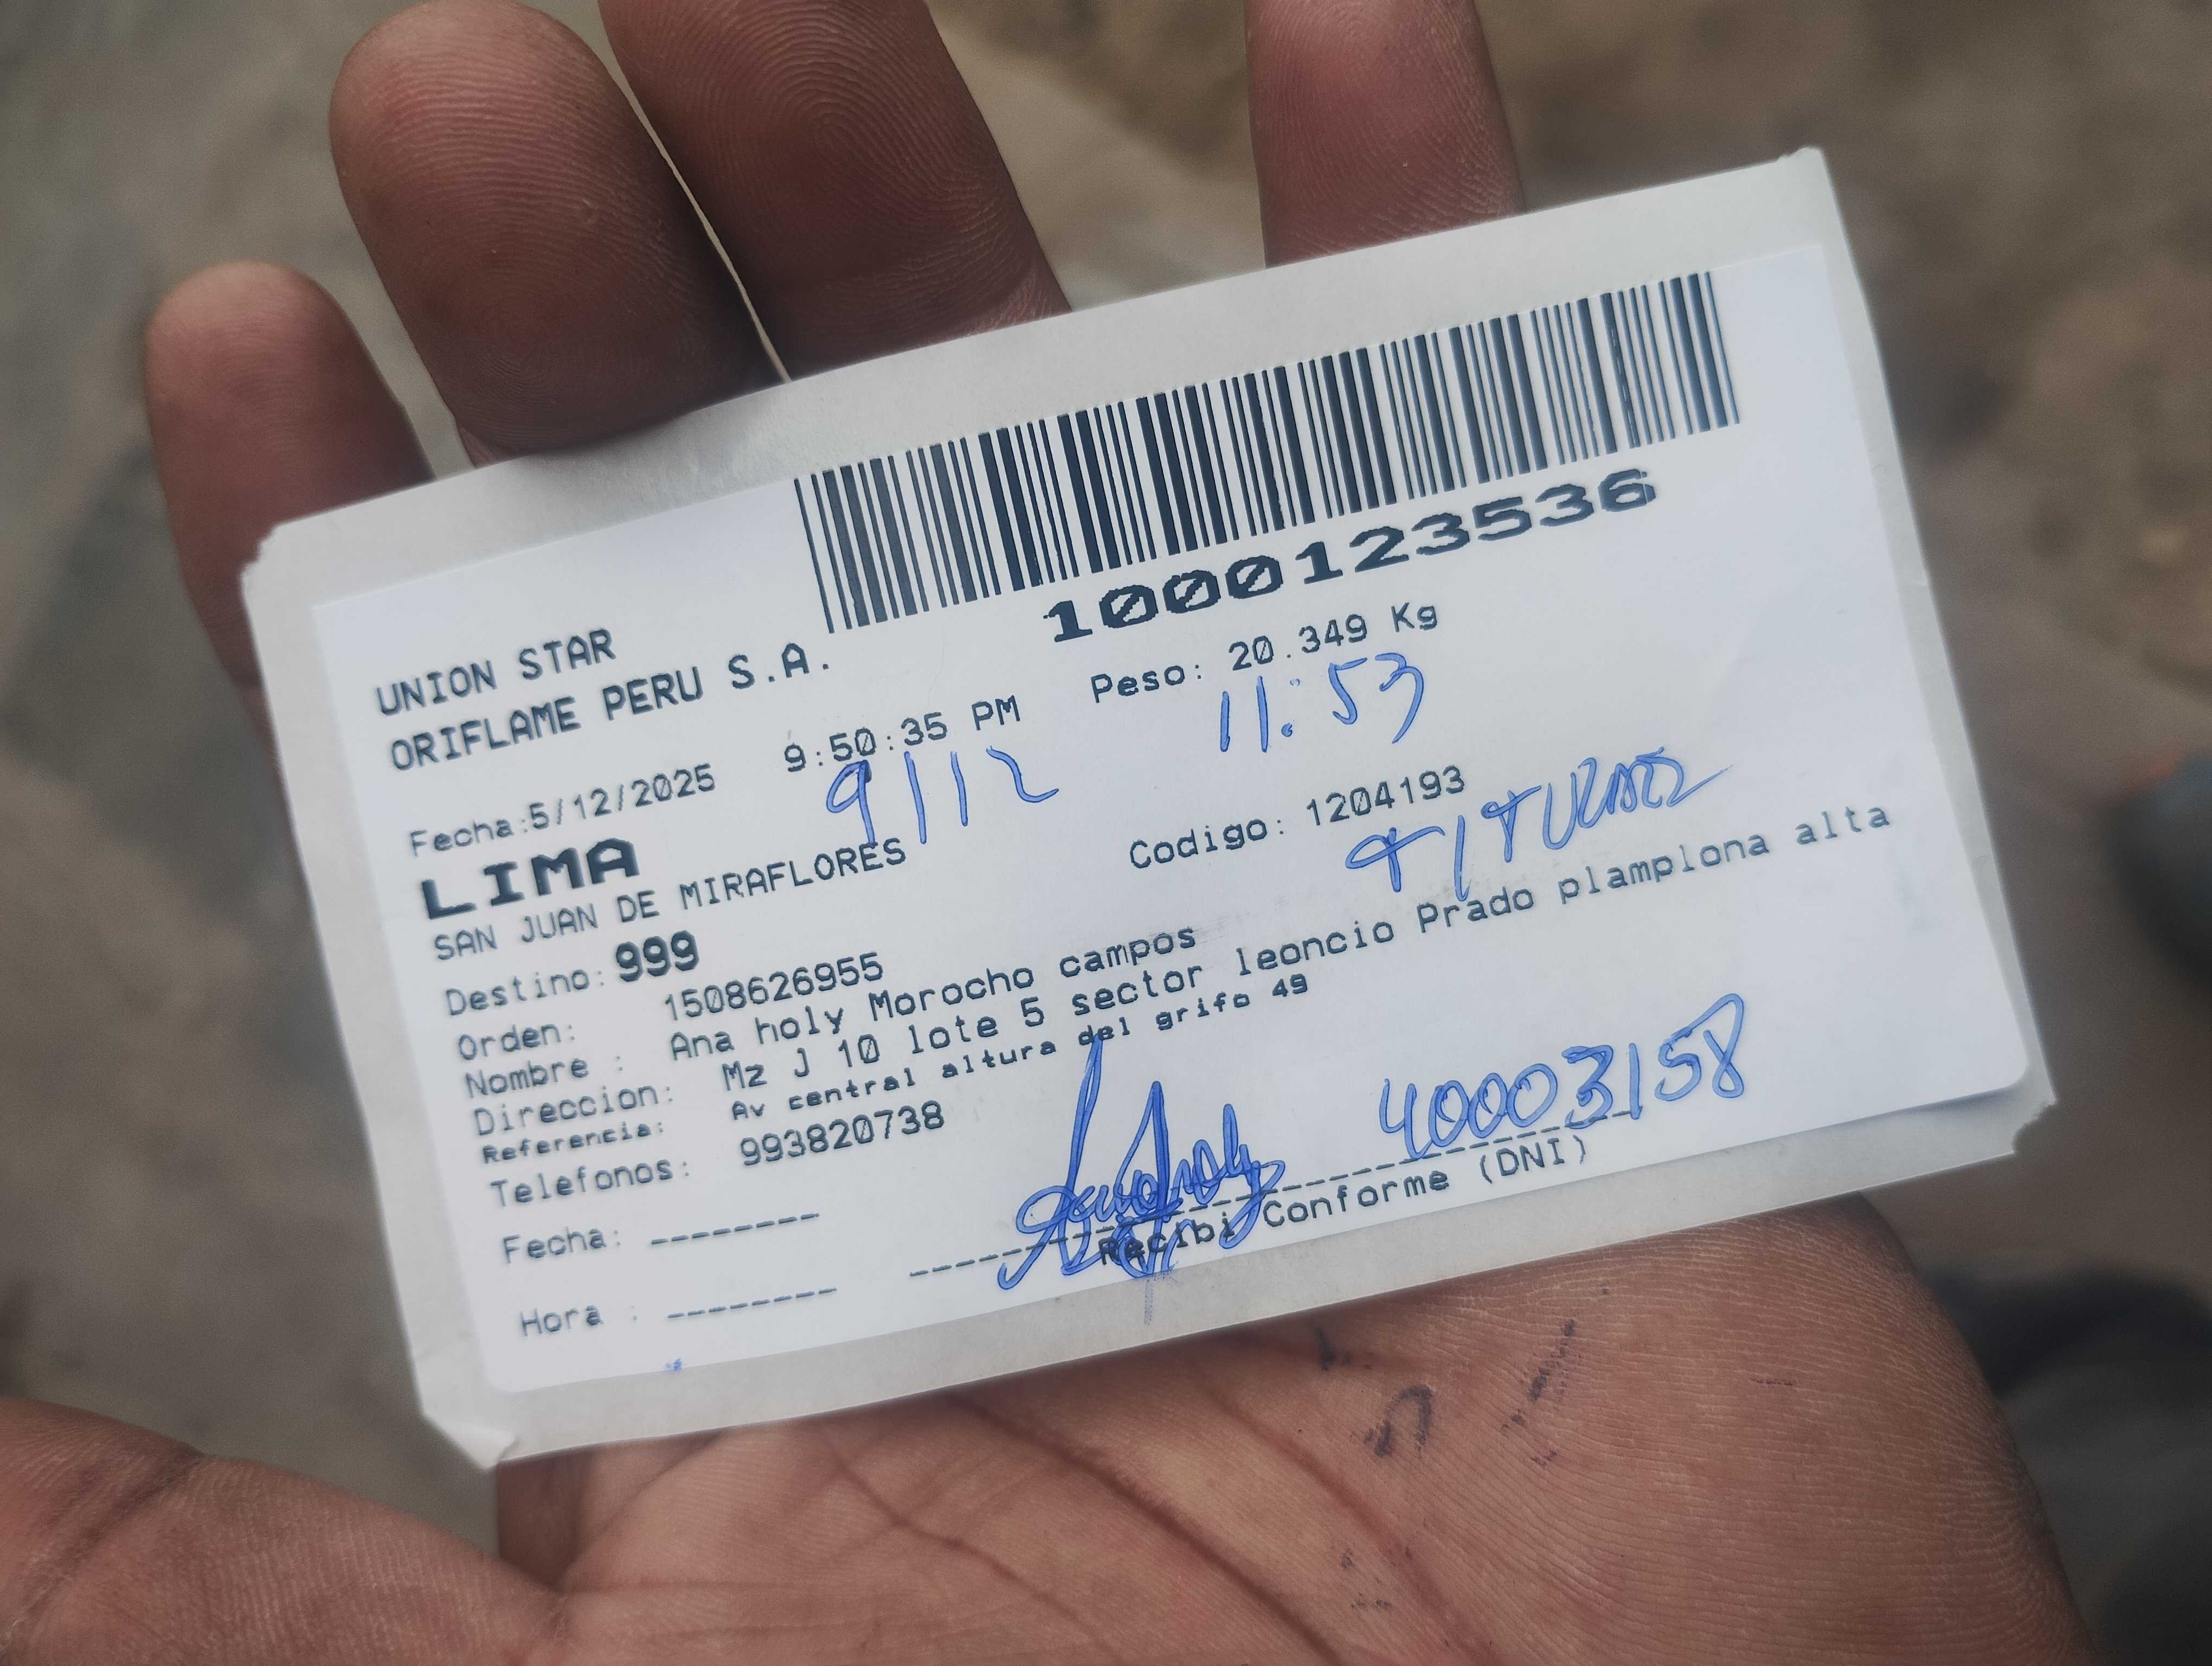 1000123536
UNION STAR
ORIFLAME PERU S.A.
Fecha:5/12/2025 9:50:35 PM Peso: 20.349 Kg
9/12 11:53
LIMA
SAN JUAN DE MIRAFLORES Codigo: 1204193
TITULAR
Destino: 999
Orden: 1508626955
Nombre : Ana holy Morocho campos
Direccion: Mz J 10 lote 5 sector leoncio Prado plamplona alta
Referencia: Av central altura del grifo 49
Telefonos: 993820738
40003158
Fecha: -------
Recibi Conforme (DNI)
Hora : --------